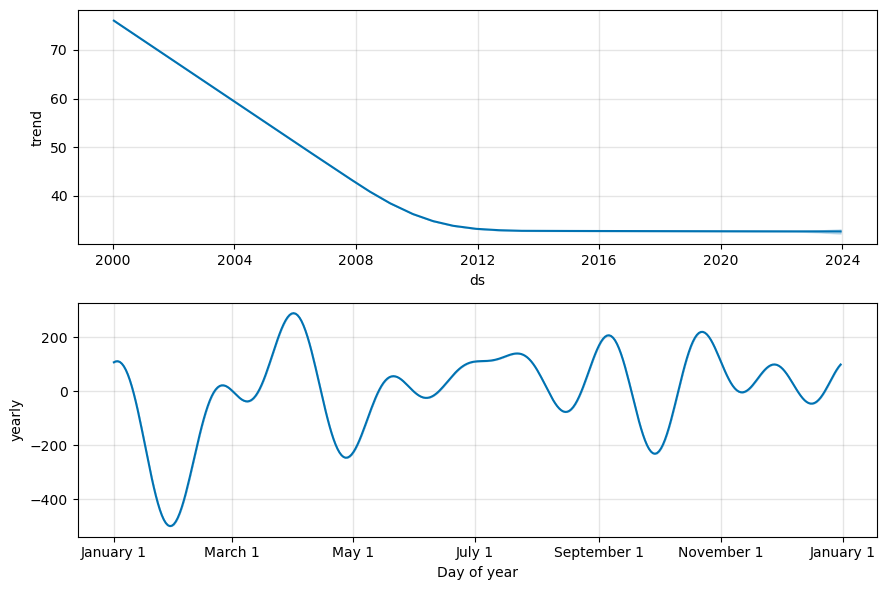 70
60
50
40
trend
2000 2004 2008 2012 2016 2020 2024
ds
200
0
−200
−400
yearly
January 1 March 1 May 1 July 1 September 1 November 1 January 1
Day of year